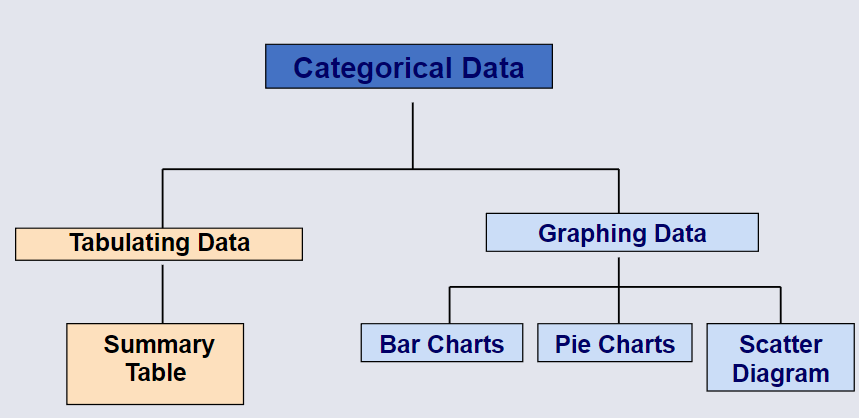 Categorical Data
Tabulating Data
Graphing Data
Summary
Table
Bar Charts
Pie Charts
Scatter
Diagram